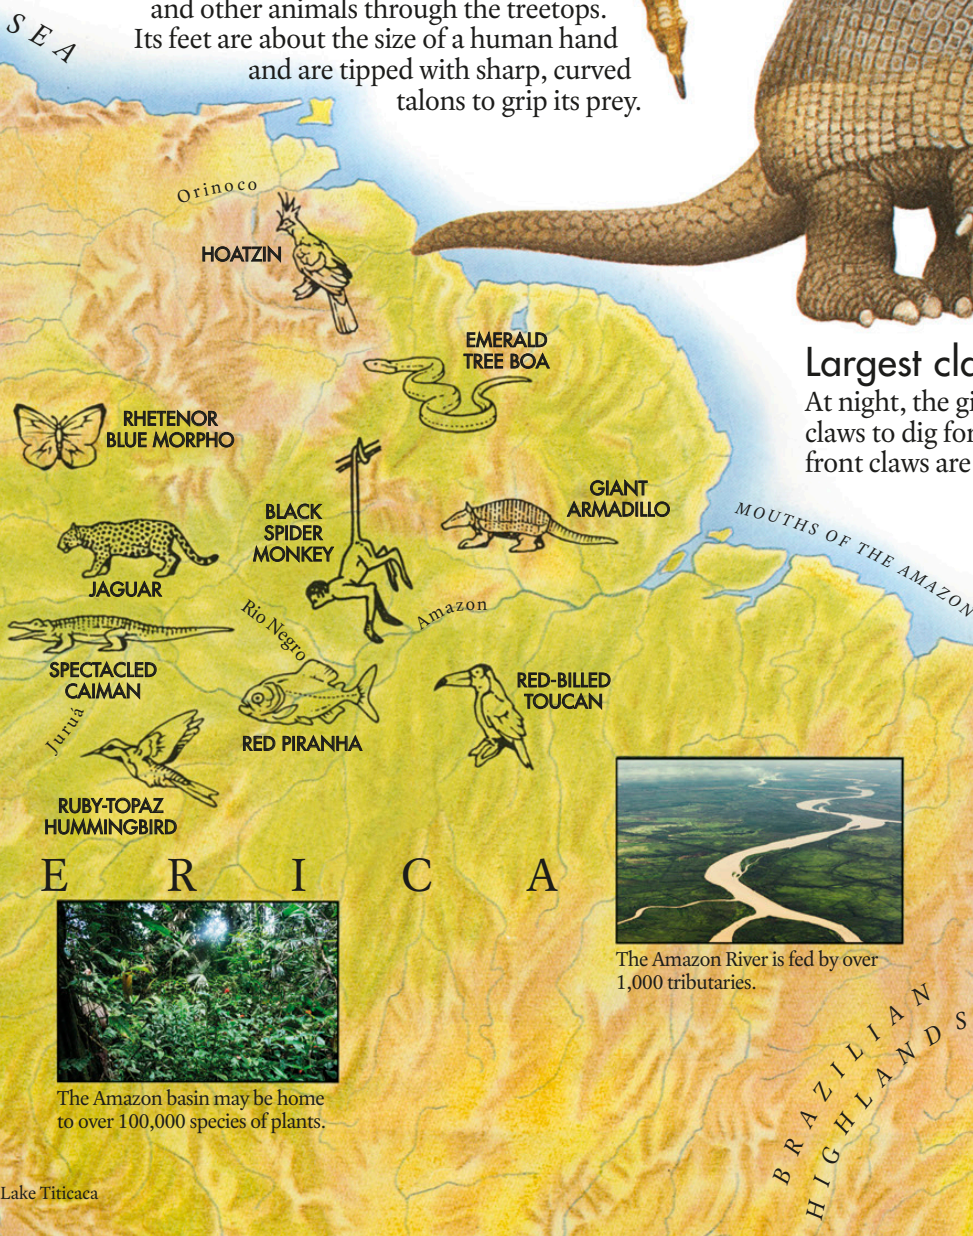 and other animals through the treetops.
Its feet are about the size of a human hand
and are tipped with sharp, curved
talons to grip its prey.
SEA
Orinoco
HOATZIN
EMERALD
TREE BOA
Largest cla
At night, the gi
claws to dig for
front claws are
RHETENOR
BLUE MORPHO
GIANT
ARMADILLO
BLACK
SPIDER
MONKEY
MOUTHS OF THE AMAZON
JAGUAR
Rio Negro
Amazon
SPECTACLED
CAIMAN
RED-BILLED
TOUCAN
Juruá
RED PIRANHA
RUBY-TOPAZ
HUMMINGBIRD
E R I C A
The Amazon River is fed by over
1,000 tributaries.
BRAZILIAN
HIGHLANDS
The Amazon basin may be home
to over 100,000 species of plants.
Lake Titicaca